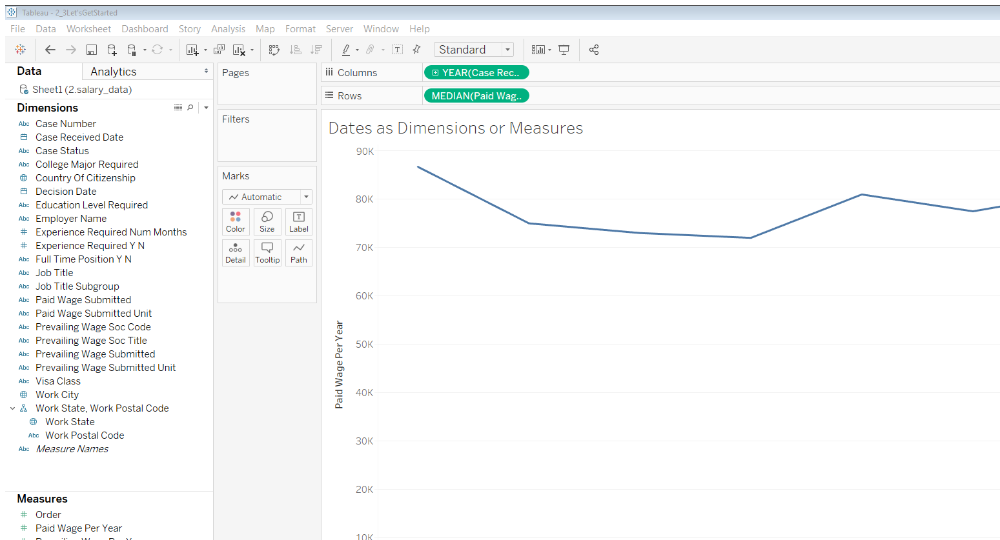 Tableau - 2_3Let'sGetStarted
File Data Worksheet Dashboard Story Analysis Map Format Server Window Help
Standard
Data Analytics
Sheet1 (2.salary_data)
Dimensions
Abc Case Number
Case Received Date
Abc Case Status
Abc College Major Required
Country Of Citizenship
Decision Date
Abc Education Level Required
Abc Employer Name
# Experience Required Num Months
# Experience Required Y N
Abc Full Time Position Y N
Abc Job Title
Abc Job Title Subgroup
Abc Paid Wage Submitted
Abc Paid Wage Submitted Unit
Abc Prevailing Wage Soc Code
Abc Prevailing Wage Soc Title
Abc Prevailing Wage Submitted
Abc Prevailing Wage Submitted Unit
Abc Visa Class
Work City
Work State, Work Postal Code
Work State
Abc Work Postal Code
Abc Measure Names
Measures
# Order
# Paid Wage Per Year
Pages
Filters
Marks
Automatic
Color Size Label
Detail Tooltip Path
Columns YEAR(Case Rec..
Rows MEDIAN(Paid Wag..
Dates as Dimensions or Measures
90K
80K
70K
60K
50K
40K
30K
20K
10K
Paid Wage Per Year